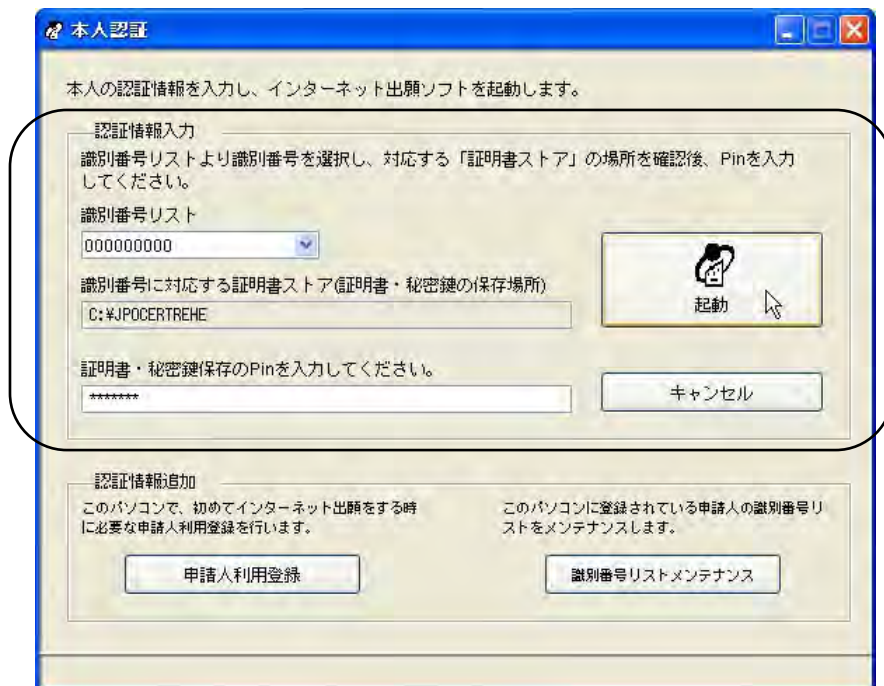 本人認証
本人の認証情報を入力し、インターネット出願ソフトを起動します。
認証情報入力
識別番号リストより識別番号を選択し、対応する「証明書ストア」の場所を確認後、Pinを入力
してください。
識別番号リスト
000000000
識別番号に対応する証明書ストア(証明書・秘密鍵の保存場所)
C:¥JPOCERTREHE
起動
証明書・秘密鍵保存のPinを入力してください。
*******
キャンセル
認証情報追加
このパソコンで、初めてインターネット出願をする時
に必要な申請人利用登録を行います。
申請人利用登録
このパソコンに登録されている申請人の識別番号リ
ストをメンテナンスします。
識別番号リストメンテナンス